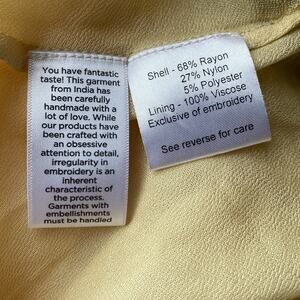 You have fantastic
taste! This garment
from India has
been carefully
handmade with a
lot of love. While
our products have
been crafted with
an obsessive
attention to detail,
irregularity in
embroidery is an
inherent
characteristic of
the process.
Garments with
embellishments
must be handled
Shell - 68% Rayon
27% Nylon
5% Polyester
Lining - 100% Viscose
Exclusive of embroidery
See reverse for care